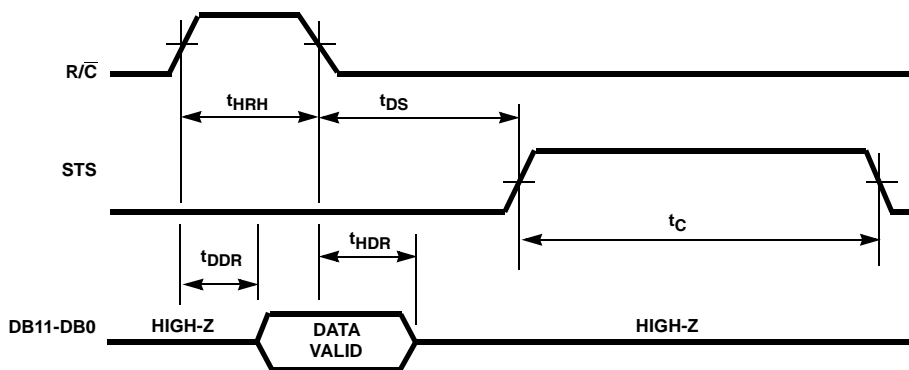 R/C̅
tHRH
tDS
STS
tC
tDDR
tHDR
DB11-DB0
HIGH-Z
DATA
VALID
HIGH-Z